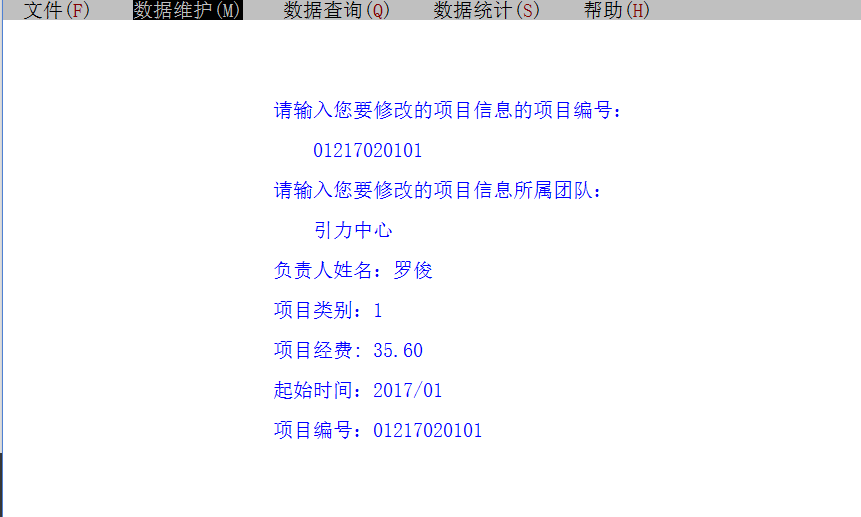 文件(F) 数据维护(M) 数据查询(Q) 数据统计(S) 帮助(H)
请输入您要修改的项目信息的项目编号:
01217020101
请输入您要修改的项目信息所属团队:
引力中心
负责人姓名: 罗俊
项目类别: 1
项目经费: 35.60
起始时间: 2017/01
项目编号: 01217020101